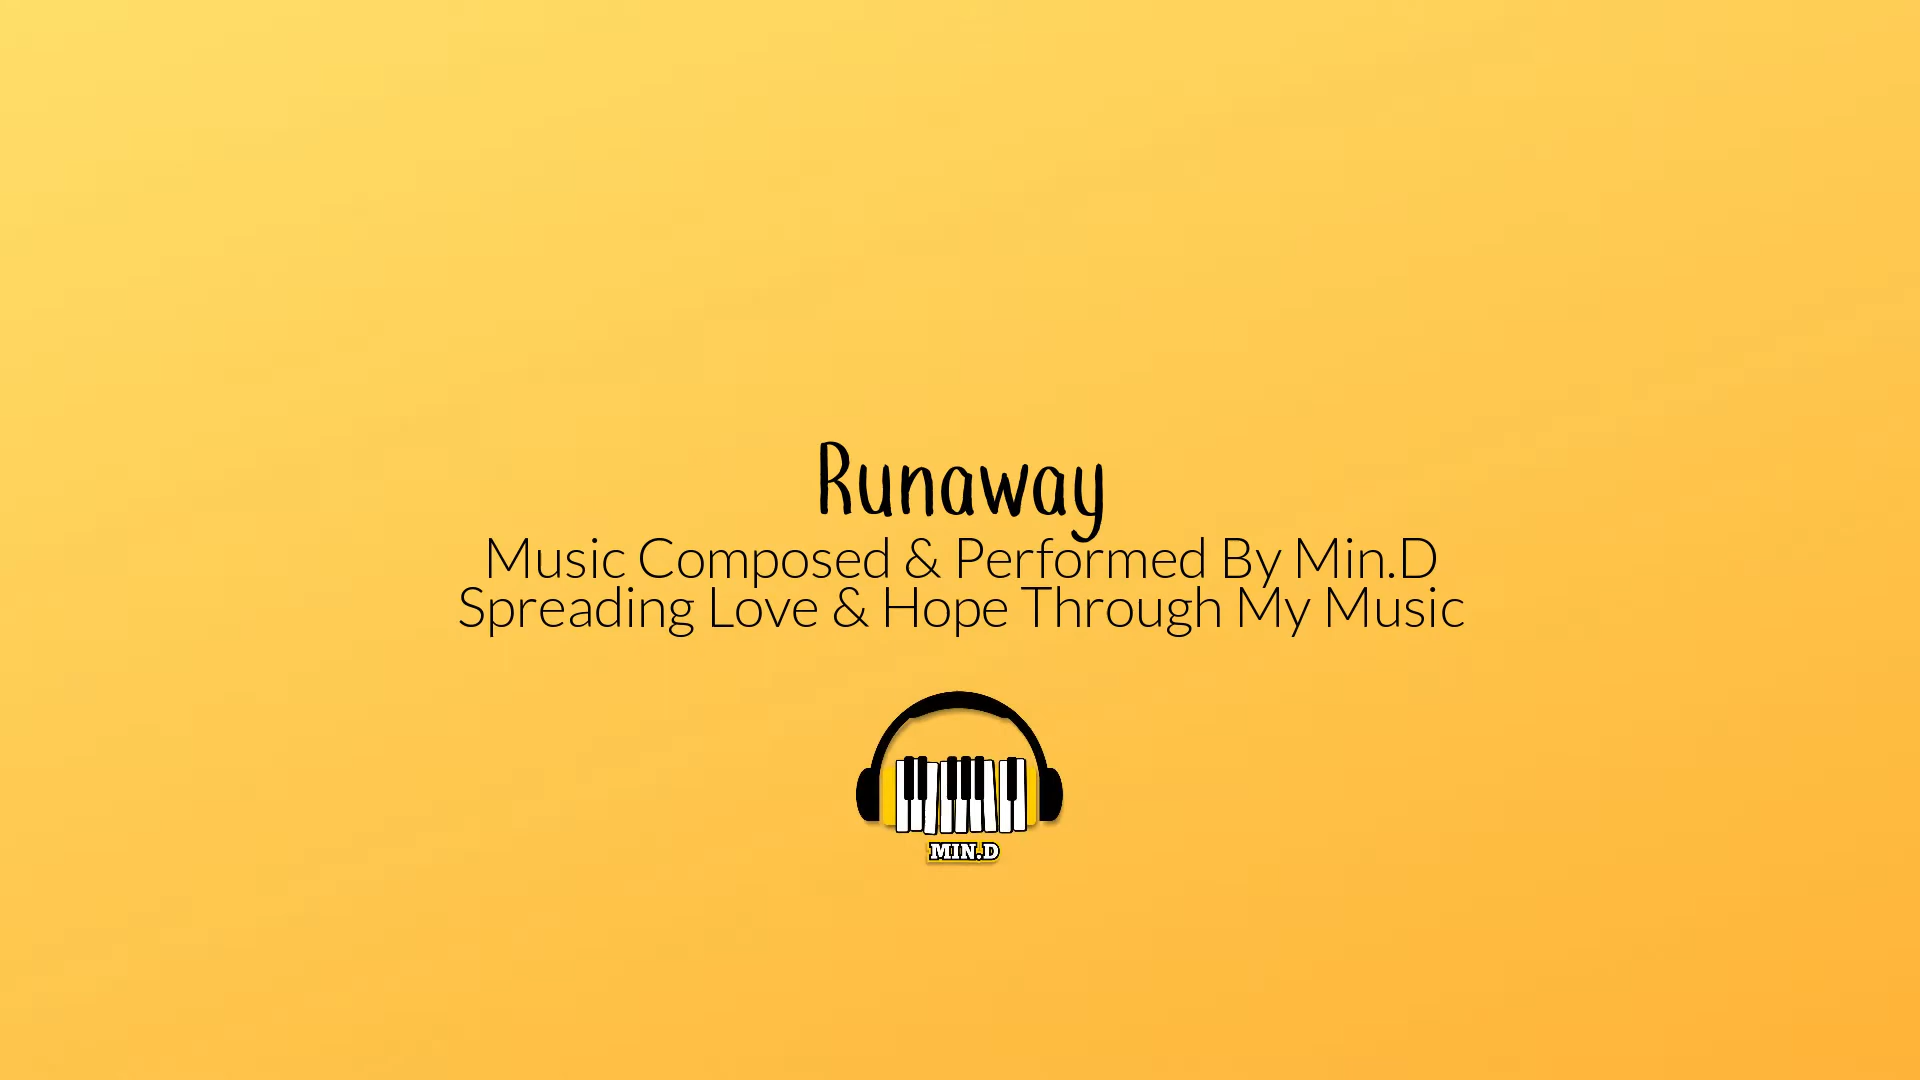 Runaway
Music Composed & Performed By Min.D
Spreading Love & Hope Through My Music
MIN.D